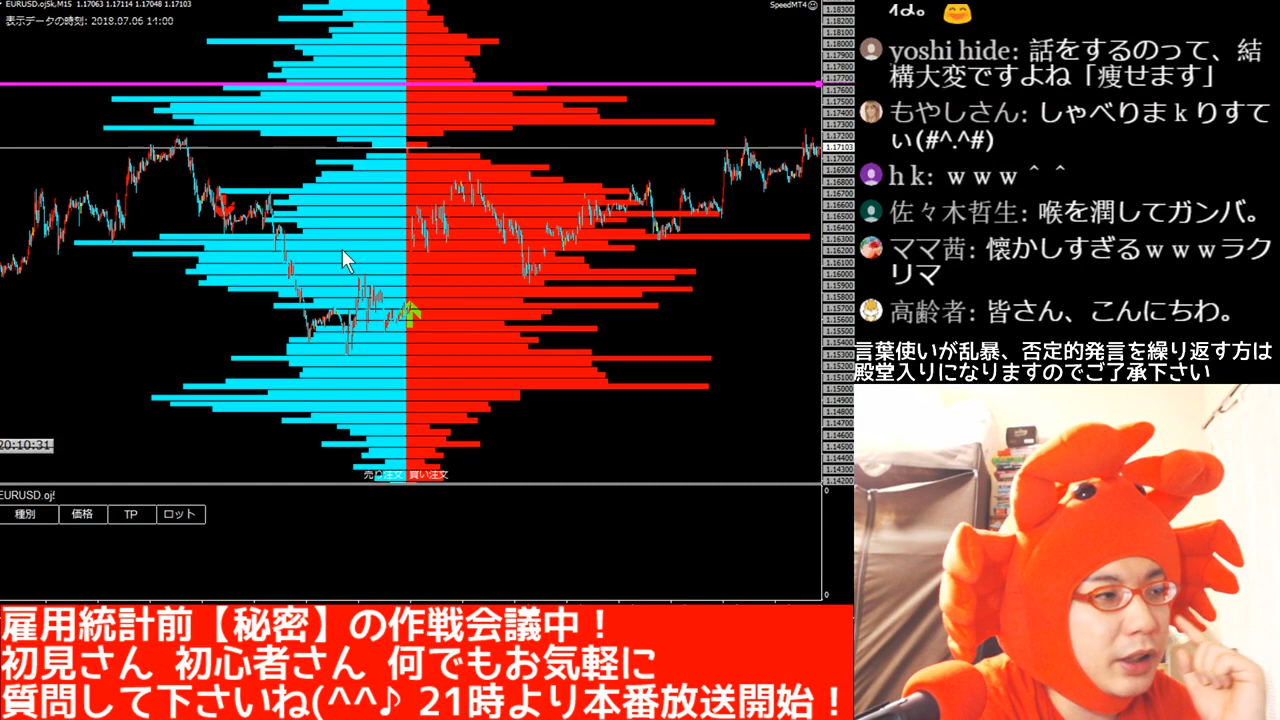 EURUSD.oj5k,M15 1.17063 1.17114 1.17048 1.17103
SpeedMT4
表示データの時刻: 2018.07.06 14:00
1.18300
1.18200
1.18100
1.18000
1.17900
1.17800
1.17700
1.17600
1.17500
1.17400
1.17300
1.17200
1.17103
1.17000
1.16900
1.16800
1.16700
1.16600
1.16500
1.16400
1.16300
1.16200
1.16100
1.16000
1.15900
1.15800
1.15700
1.15600
1.15500
1.15400
1.15300
1.15200
1.15100
1.15000
1.14900
1.14800
1.14700
1.14600
1.14500
1.14400
1.14300
1.14200
20:10:31
売り注文 買い注文
EURUSD.oj!
種別 価格 TP ロット
0
0
雇用統計前【秘密】の作戦会議中！
初見さん 初心者さん 何でもお気軽に
質問して下さいね(^^♪ 21時より本番放送開始！
yoshi hide: 話をするのって、結
構大変ですよね「痩せます」
もやしさん: しゃべりまｋりすて
ぃ(#^.^#)
h k: ｗｗｗ＾＾
佐々木哲生: 喉を潤してガンバ。
ママ茜: 懐かしすぎるｗｗｗラク
リマ
高齢者: 皆さん、こんにちわ。
言葉使いが乱暴、否定的発言を繰り返す方は
殿堂入りになりますのでご了承下さい